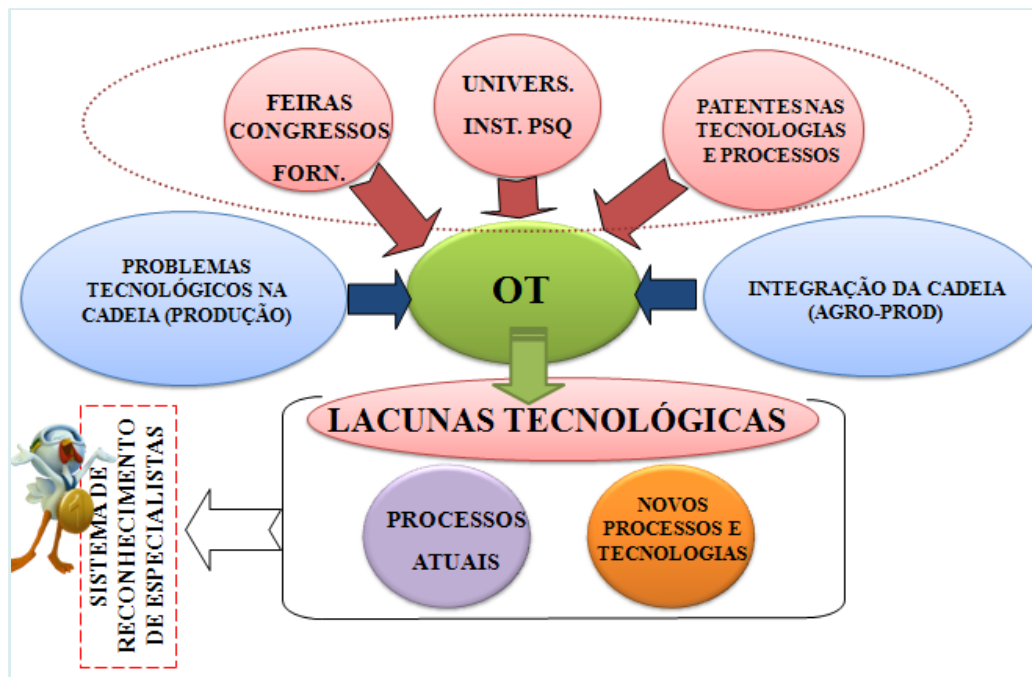 FEIRAS
CONGRESSOS
FORN.
UNIVERS.
INST. PSQ
PATENTES NAS
TECNOLOGIAS
E PROCESSOS
PROBLEMAS
TECNOLÓGICOS NA
CADEIA (PRODUÇÃO)
OT
INTEGRAÇÃO DA CADEIA
(AGRO-PROD)
LACUNAS TECNOLÓGICAS
PROCESSOS
ATUAIS
NOVOS
PROCESSOS E
TECNOLOGIAS
SISTEMA DE
RECONHECIMENTO
DE ESPECIALISTAS
1